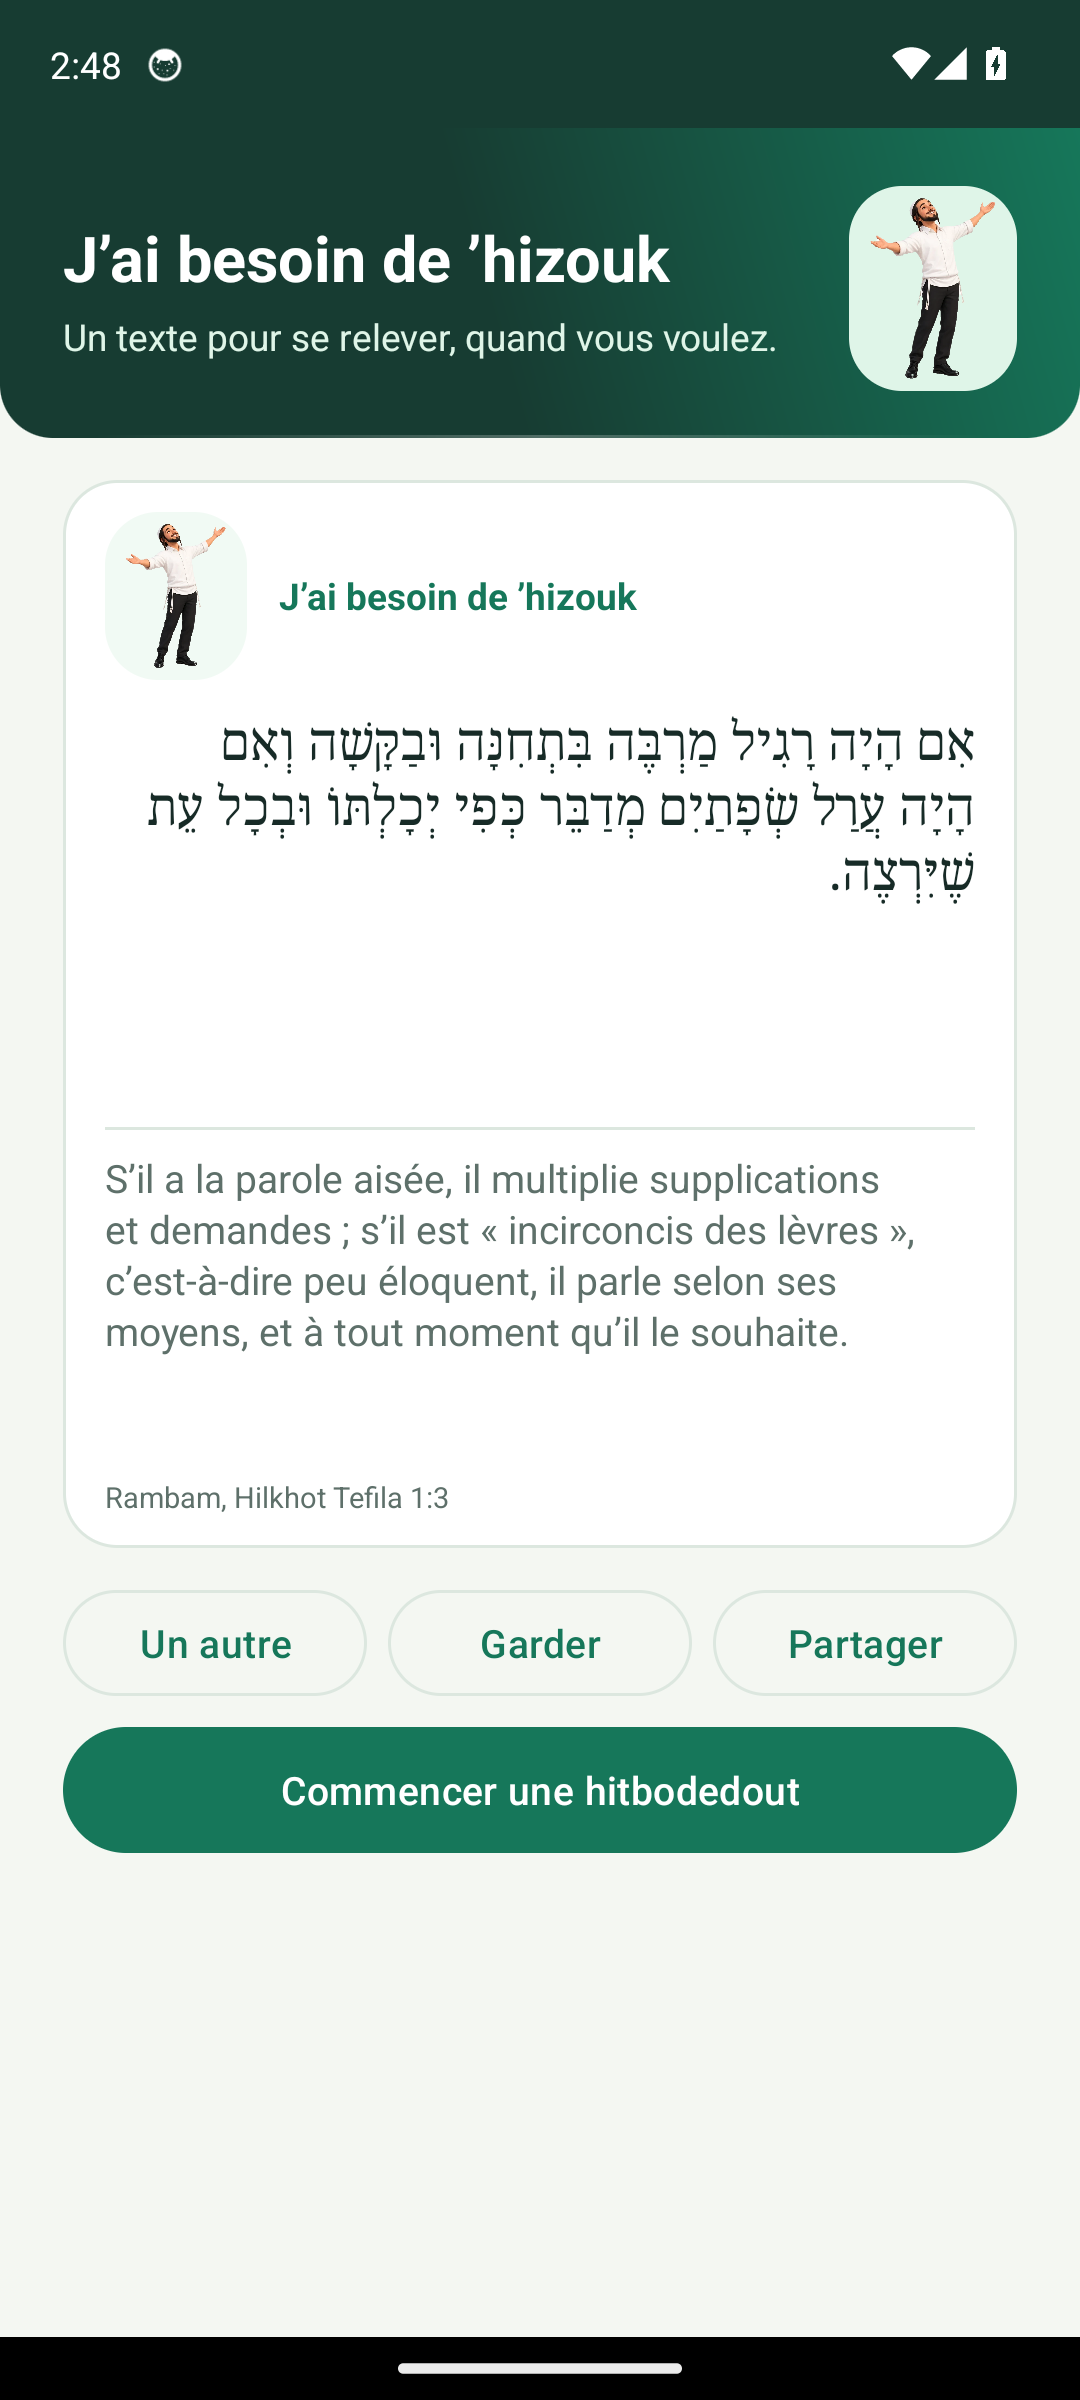 2:48
J’ai besoin de ’hizouk
Un texte pour se relever, quand vous voulez.
J’ai besoin de ’hizouk
אִם הָיָה רָגִיל מַרְבֶּה בִּתְחִנָּה וּבַקָּשָׁה וְאִם
הָיָה עֲרַל שְׂפָתַיִם מְדַבֵּר כְּפִי יְכָלְתּוֹ וּבְכָל עֵת
שֶׁיִּרְצֶה.
S’il a la parole aisée, il multiplie supplications
et demandes ; s’il est « incirconcis des lèvres »,
c’est-à-dire peu éloquent, il parle selon ses
moyens, et à tout moment qu’il le souhaite.
Rambam, Hilkhot Tefila 1:3
Un autre
Garder
Partager
Commencer une hitbodedout